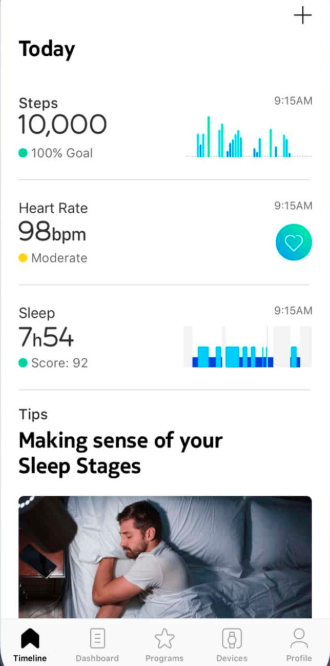 Today
Steps
9:15AM
10,000
100% Goal
Heart Rate
9:15AM
98bpm
Moderate
Sleep
9:15AM
7h54
Score: 92
Tips
Making sense of your
Sleep Stages
Timeline
Dashboard
Programs
Devices
Profile